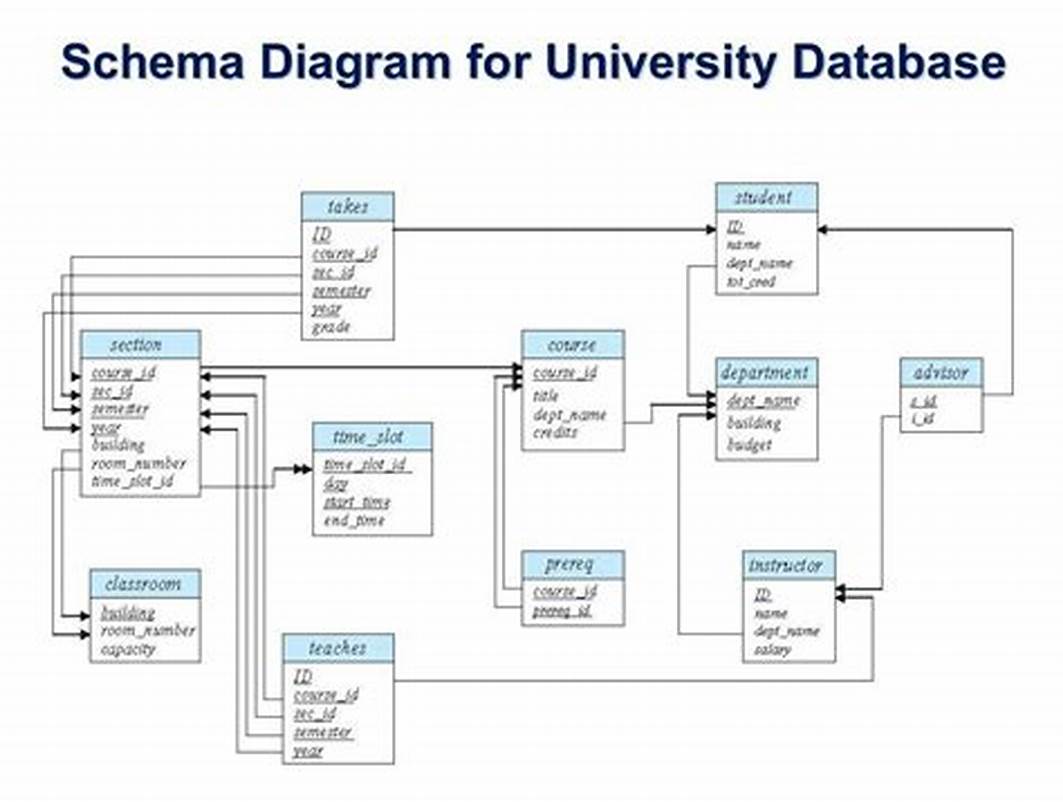 Schema Diagram for University Database
takes
ID
course_id
sec_id
semester
year
grade
student
ID
name
dept_name
tot_cred
section
course_id
sec_id
semester
year
building
room_number
time_slot_id
course
course_id
title
dept_name
credits
department
dept_name
building
budget
advisor
s_id
i_id
time_slot
time_slot_id
day
start_time
end_time
classroom
building
room_number
capacity
prereq
course_id
prereq_id
instructor
ID
name
dept_name
salary
teaches
ID
course_id
sec_id
semester
year